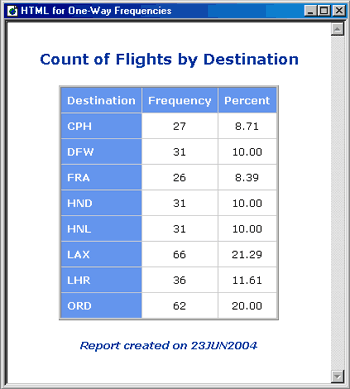 HTML for One-Way Frequencies
Count of Flights by Destination
Destination Frequency Percent
CPH 27 8.71
DFW 31 10.00
FRA 26 8.39
HND 31 10.00
HNL 31 10.00
LAX 66 21.29
LHR 36 11.61
ORD 62 20.00
Report created on 23JUN2004